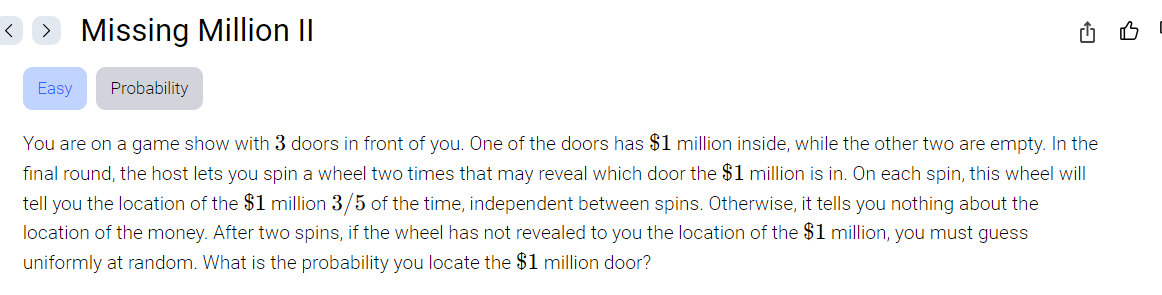 Missing Million II
Easy
Probability
You are on a game show with 3 doors in front of you. One of the doors has $1 million inside, while the other two are empty. In the
final round, the host lets you spin a wheel two times that may reveal which door the $1 million is in. On each spin, this wheel will
tell you the location of the $1 million 3/5 of the time, independent between spins. Otherwise, it tells you nothing about the
location of the money. After two spins, if the wheel has not revealed to you the location of the $1 million, you must guess
uniformly at random. What is the probability you locate the $1 million door?